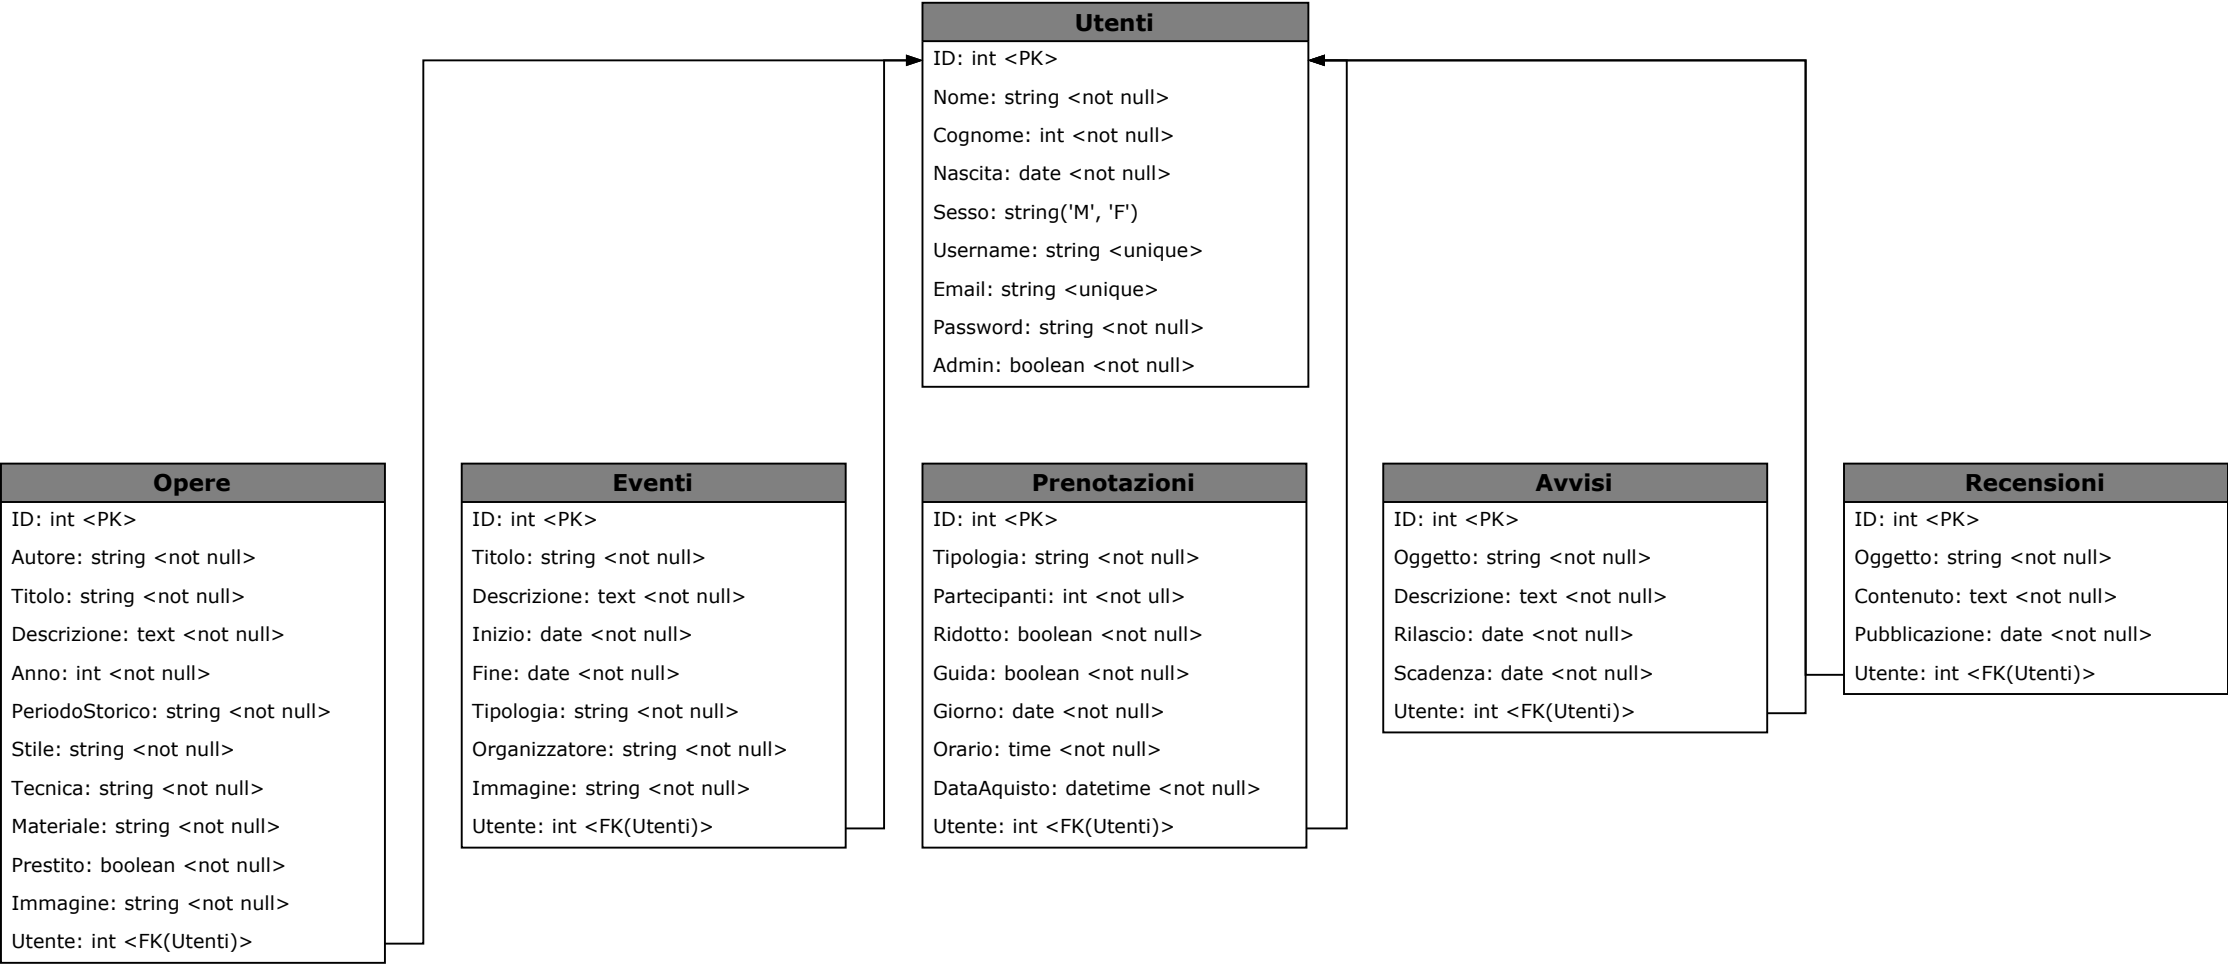 Utenti
ID: int <PK>
Nome: string <not null>
Cognome: int <not null>
Nascita: date <not null>
Sesso: string('M', 'F')
Username: string <unique>
Email: string <unique>
Password: string <not null>
Admin: boolean <not null>
Opere
ID: int <PK>
Autore: string <not null>
Titolo: string <not null>
Descrizione: text <not null>
Anno: int <not null>
PeriodoStorico: string <not null>
Stile: string <not null>
Tecnica: string <not null>
Materiale: string <not null>
Prestito: boolean <not null>
Immagine: string <not null>
Utente: int <FK(Utenti)>
Eventi
ID: int <PK>
Titolo: string <not null>
Descrizione: text <not null>
Inizio: date <not null>
Fine: date <not null>
Tipologia: string <not null>
Organizzatore: string <not null>
Immagine: string <not null>
Utente: int <FK(Utenti)>
Prenotazioni
ID: int <PK>
Tipologia: string <not null>
Partecipanti: int <not ull>
Ridotto: boolean <not null>
Guida: boolean <not null>
Giorno: date <not null>
Orario: time <not null>
DataAquisto: datetime <not null>
Utente: int <FK(Utenti)>
Avvisi
ID: int <PK>
Oggetto: string <not null>
Descrizione: text <not null>
Rilascio: date <not null>
Scadenza: date <not null>
Utente: int <FK(Utenti)>
Recensioni
ID: int <PK>
Oggetto: string <not null>
Contenuto: text <not null>
Pubblicazione: date <not null>
Utente: int <FK(Utenti)>